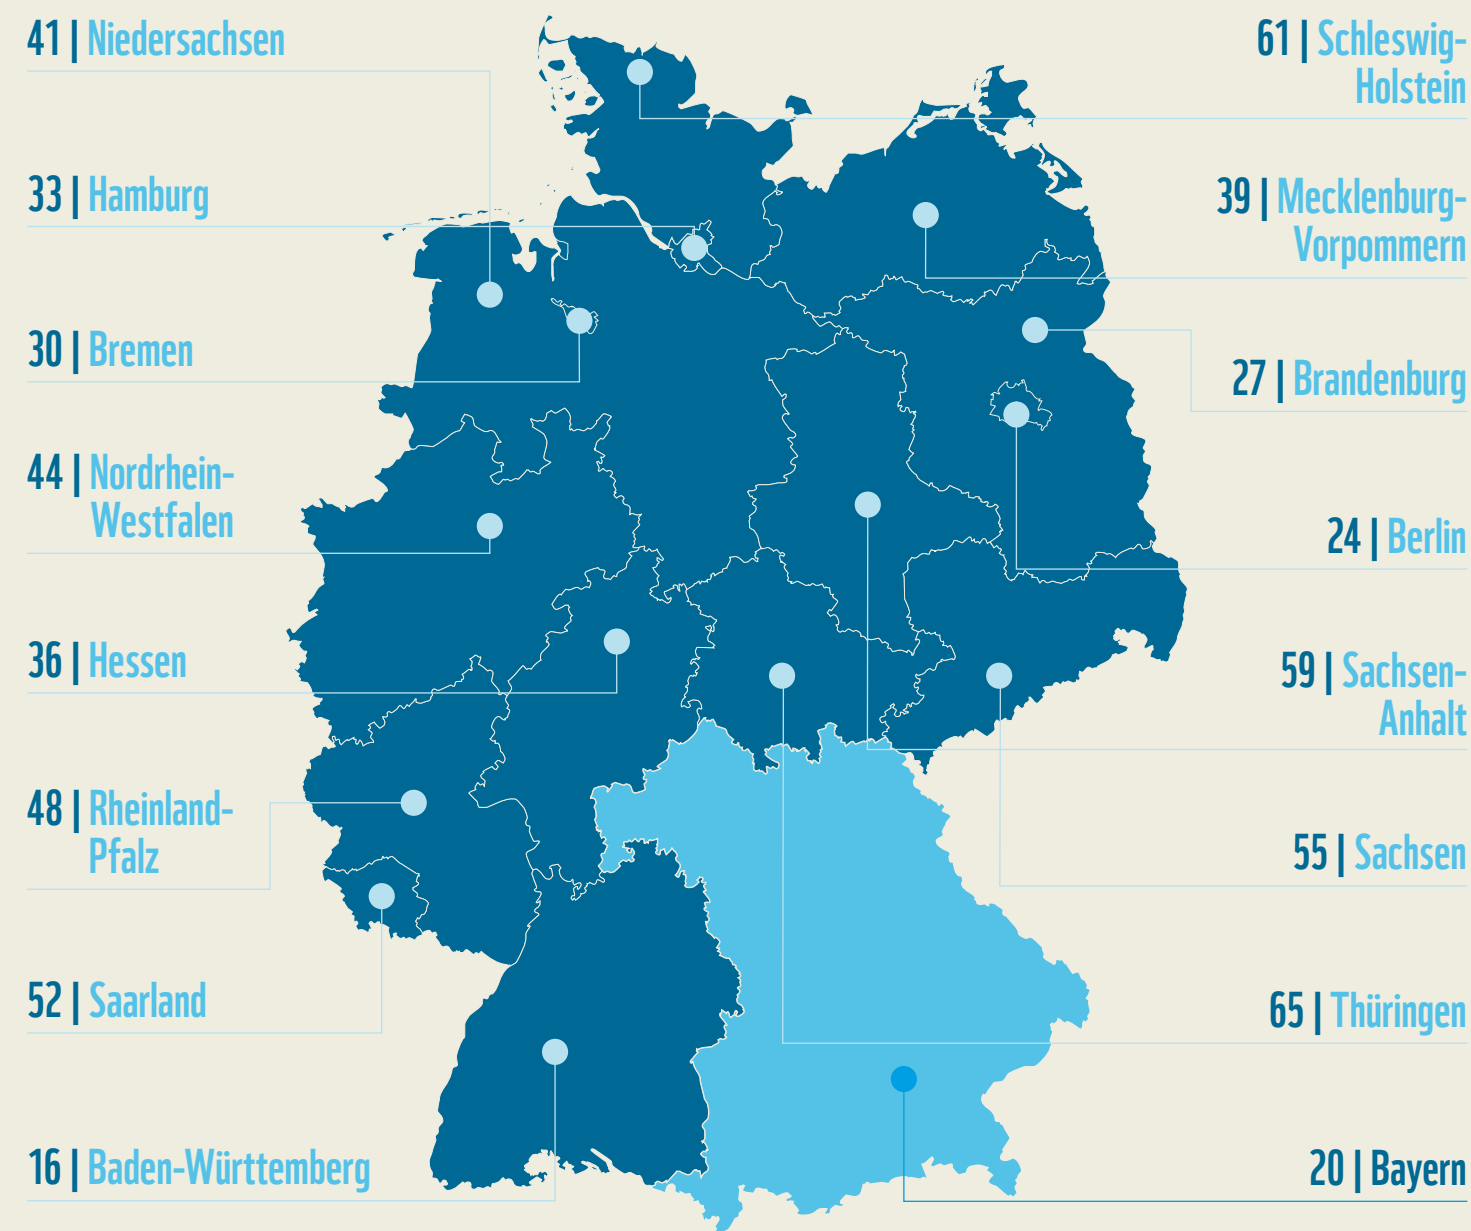 41 | Niedersachsen
33 | Hamburg
30 | Bremen
44 | Nordrhein-
Westfalen
36 | Hessen
48 | Rheinland-
Pfalz
52 | Saarland
16 | Baden-Württemberg
61 | Schleswig-
Holstein
39 | Mecklenburg-
Vorpommern
27 | Brandenburg
24 | Berlin
59 | Sachsen-
Anhalt
55 | Sachsen
65 | Thüringen
20 | Bayern